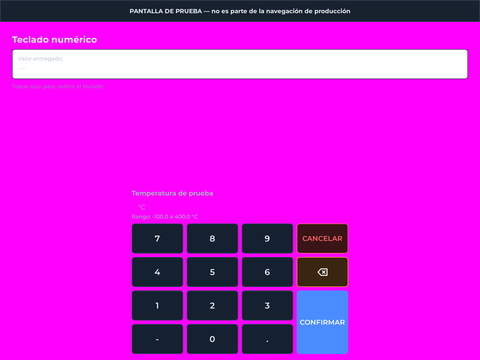 PANTALLA DE PRUEBA — no es parte de la navegación de producción
Teclado numérico
Valor entregado
Toque aquí para reabrir el teclado
Temperatura de prueba
°C
Rango: -100.0 a 400.0 °C
7 8 9 CANCELAR
4 5 6
1 2 3 CONFIRMAR
- 0 .